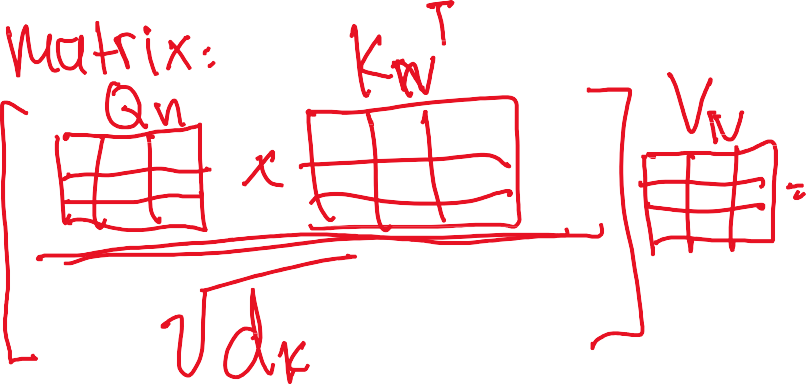 Matrix:
Qn × KnT
[ ] Vn =
√dk